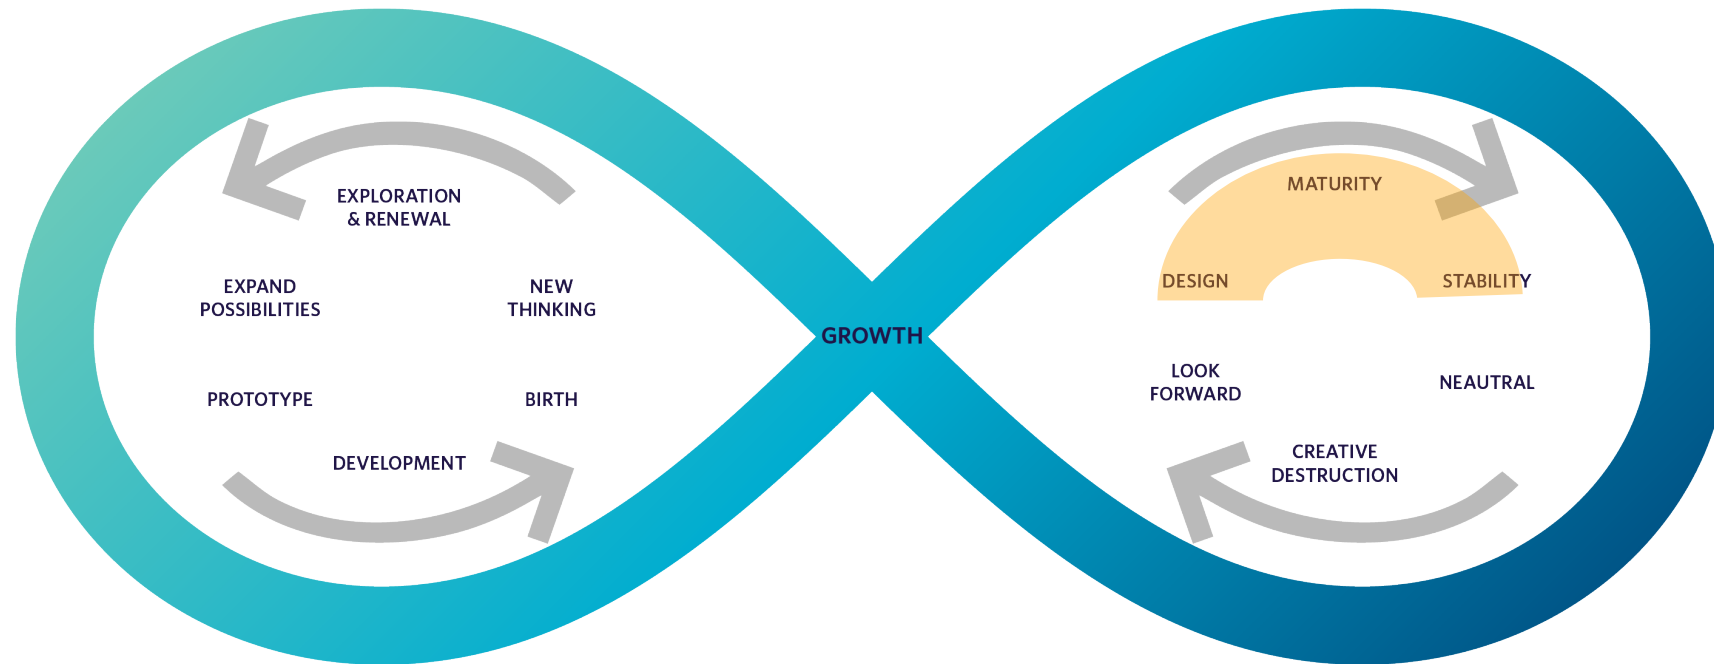 EXPLORATION
& RENEWAL
EXPAND
POSSIBILITIES
NEW
THINKING
PROTOTYPE
BIRTH
DEVELOPMENT
GROWTH
MATURITY
DESIGN
STABILITY
LOOK
FORWARD
NEAUTRAL
CREATIVE
DESTRUCTION